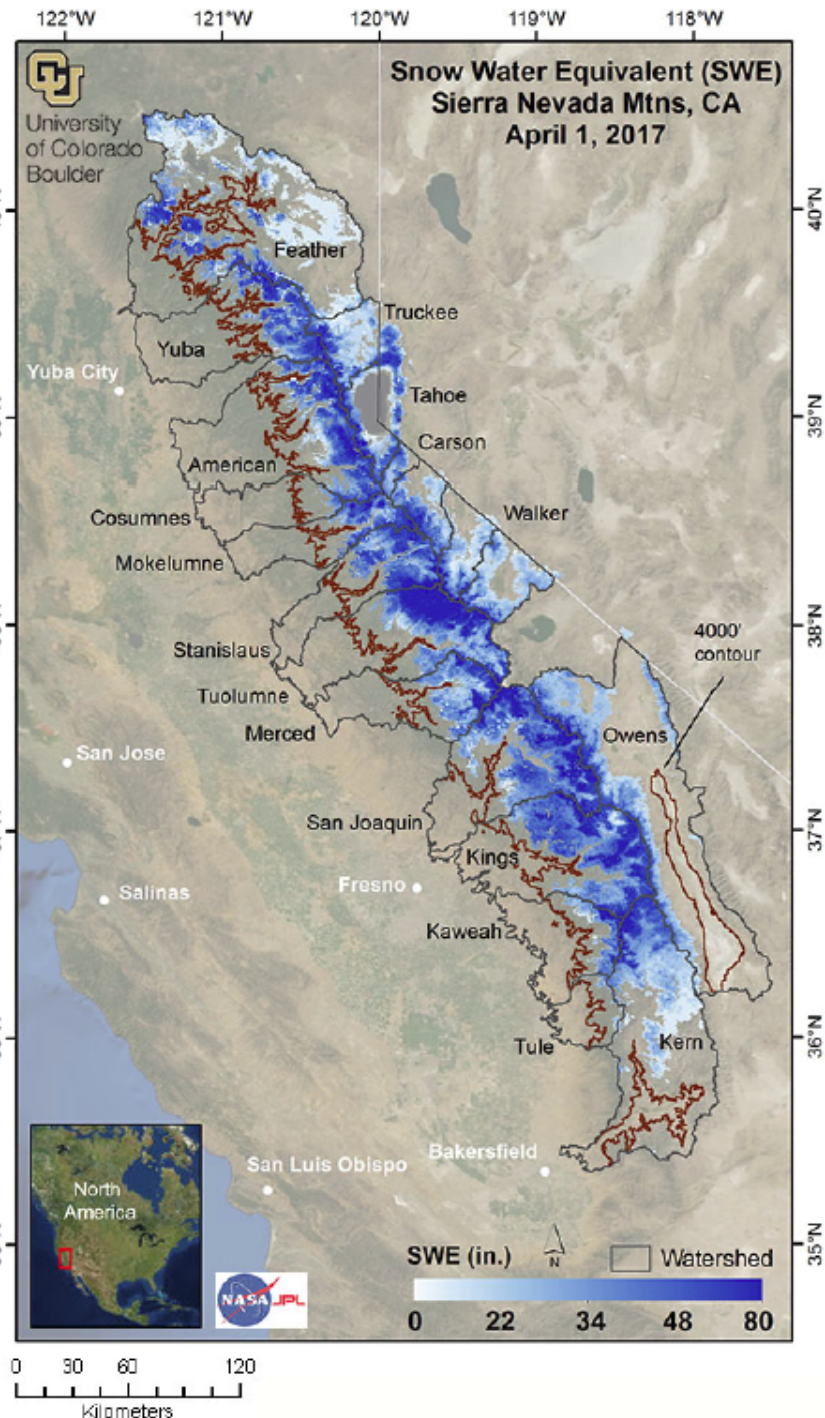 122°W 121°W 120°W 119°W 118°W
CU
University
of Colorado
Boulder
Snow Water Equivalent (SWE)
Sierra Nevada Mtns, CA
April 1, 2017
40°N
Feather
Truckee
Yuba
Yuba City
Tahoe
39°N
Carson
American
Cosumnes
Walker
Mokelumne
38°N
4000'
contour
Stanislaus
Tuolumne
Merced
Owens
San Jose
San Joaquin
37°N
Kings
Fresno
Salinas
Kaweah
36°N
Tule
Kern
Bakersfield
San Luis Obispo
North
America
35°N
SWE (in.)
N
Watershed
NASA JPL
0 22 34 48 80
0 30 60 120
Kilometers